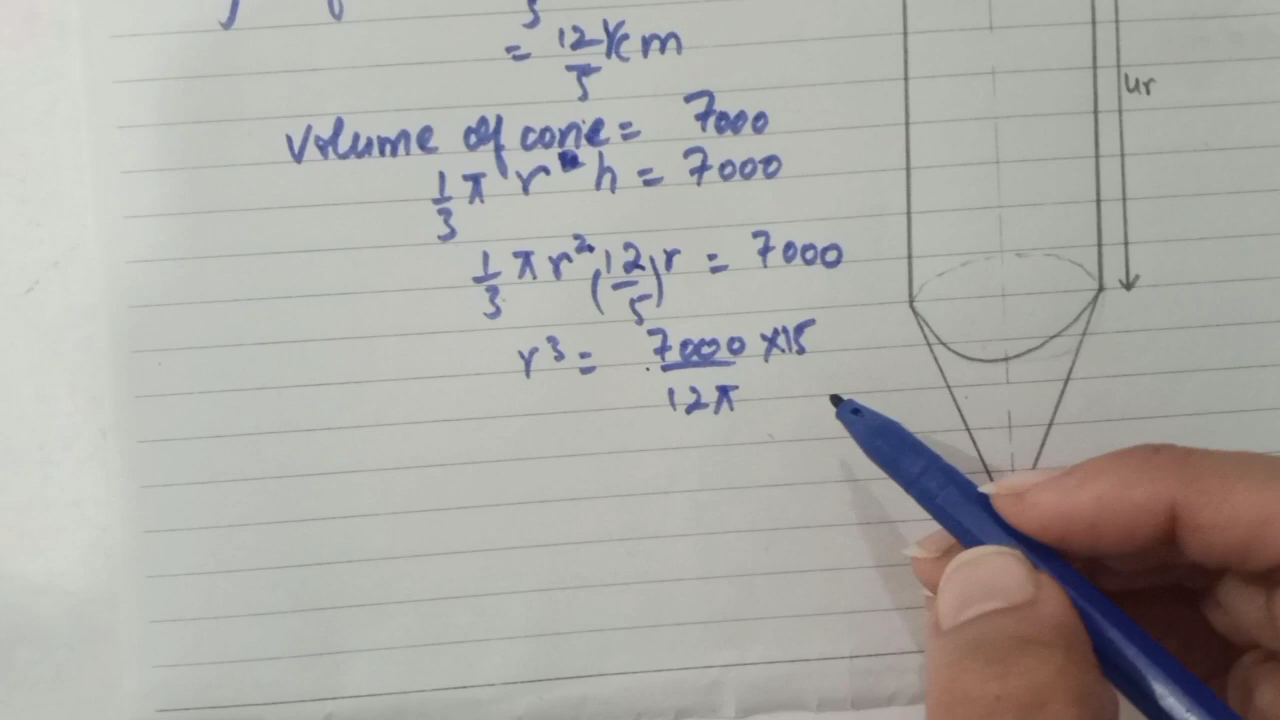 = 12/5 r cm
Volume of cone = 7000
1/3 π r² h = 7000
1/3 π r² (12/5) r = 7000
r³ = 7000/12π × 15
4r